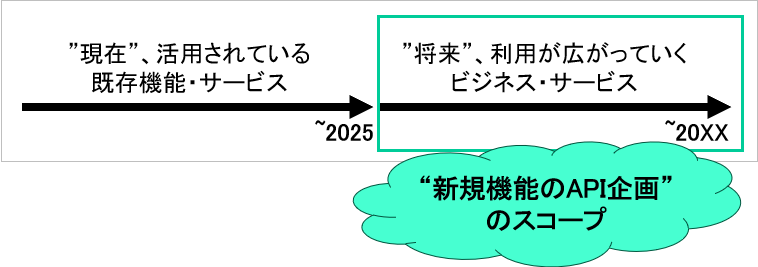 ”現在”、活用されている
既存機能・サービス
~2025
”将来”、利用が広がっていく
ビジネス・サービス
~20XX
“新規機能のAPI企画”
のスコープ